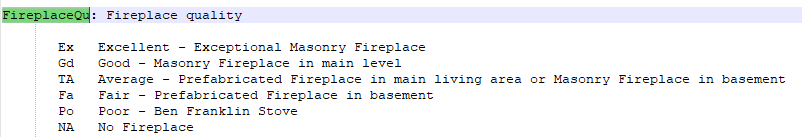 FireplaceQu: Fireplace quality
Ex Excellent - Exceptional Masonry Fireplace
Gd Good - Masonry Fireplace in main level
TA Average - Prefabricated Fireplace in main living area or Masonry Fireplace in basement
Fa Fair - Prefabricated Fireplace in basement
Po Poor - Ben Franklin Stove
NA No Fireplace